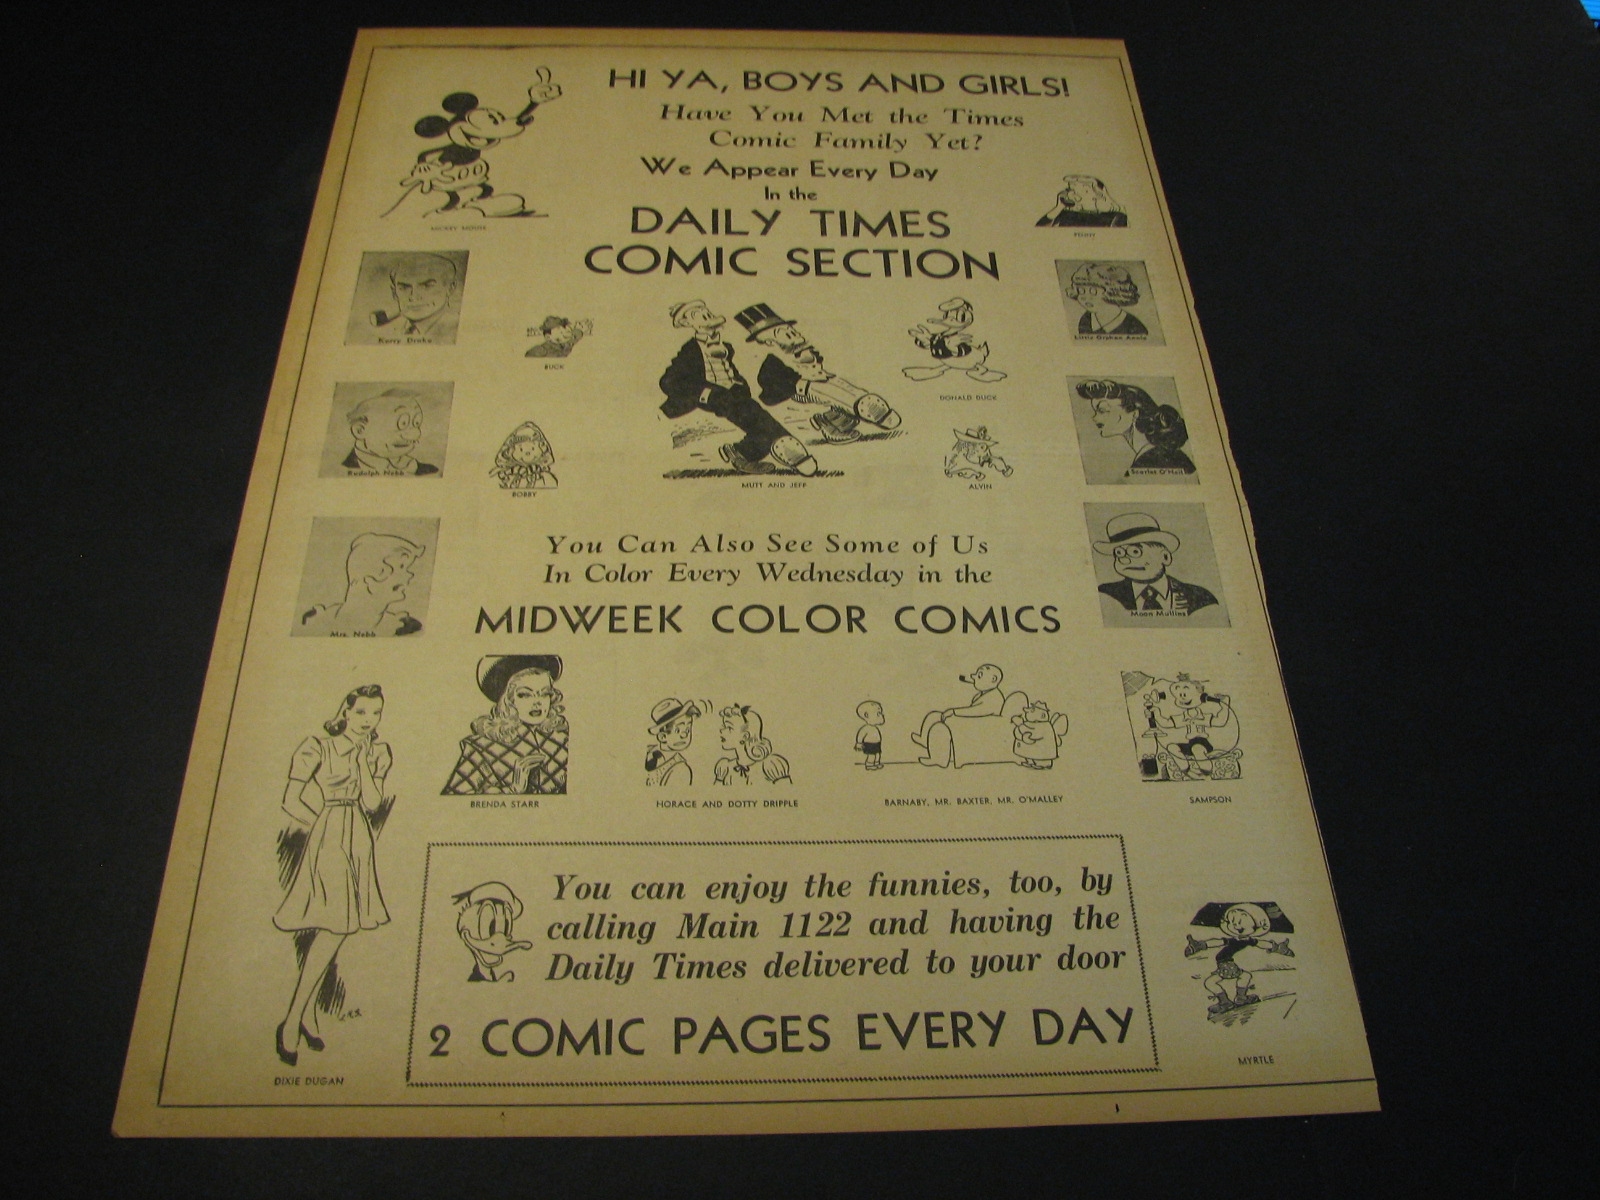 HI YA, BOYS AND GIRLS!
Have You Met the Times
Comic Family Yet?
We Appear Every Day
In the
DAILY TIMES
COMIC SECTION
MICKEY MOUSE
PENNY
Kerry Drake
BUCK
DONALD DUCK
Little Orphan Annie
Rudolph Nebb
BOBBY
MUTT AND JEFF
ALVIN
Scarlet O'Neil
You Can Also See Some of Us
In Color Every Wednesday in the
MIDWEEK COLOR COMICS
Mrs. Nebb
Moon Mullins
BRENDA STARR
HORACE AND DOTTY DRIPPLE
BARNABY, MR. BAXTER, MR. O'MALLEY
SAMPSON
You can enjoy the funnies, too, by
calling Main 1122 and having the
Daily Times delivered to your door
2 COMIC PAGES EVERY DAY
DIXIE DUGAN
MYRTLE